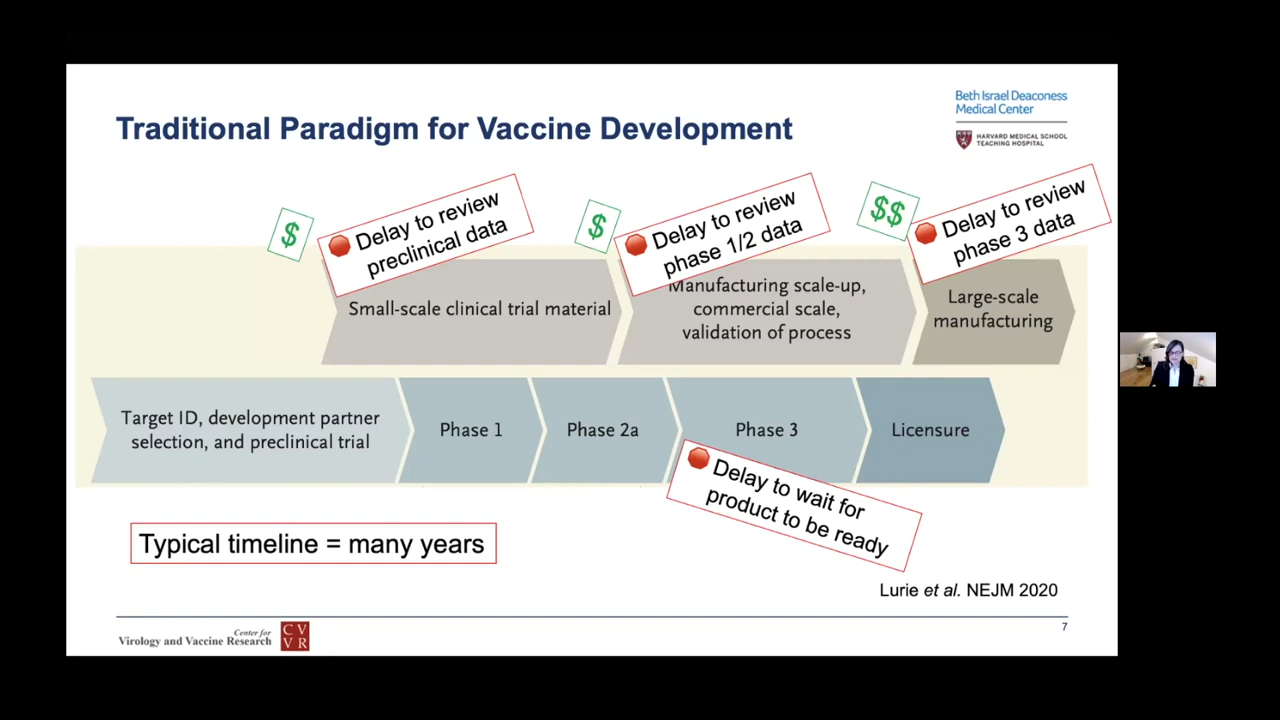 Beth Israel Deaconess
Medical Center
HARVARD MEDICAL SCHOOL
TEACHING HOSPITAL
Traditional Paradigm for Vaccine Development
$
Delay to review
preclinical data
$
Delay to review
phase 1/2 data
$$
Delay to review
phase 3 data
Small-scale clinical trial material
Manufacturing scale-up,
commercial scale,
validation of process
Large-scale
manufacturing
Target ID, development partner
selection, and preclinical trial
Phase 1
Phase 2a
Phase 3
Licensure
Delay to wait for
product to be ready
Typical timeline = many years
Lurie et al. NEJM 2020
Center for
Virology and Vaccine Research
C V
V R
7